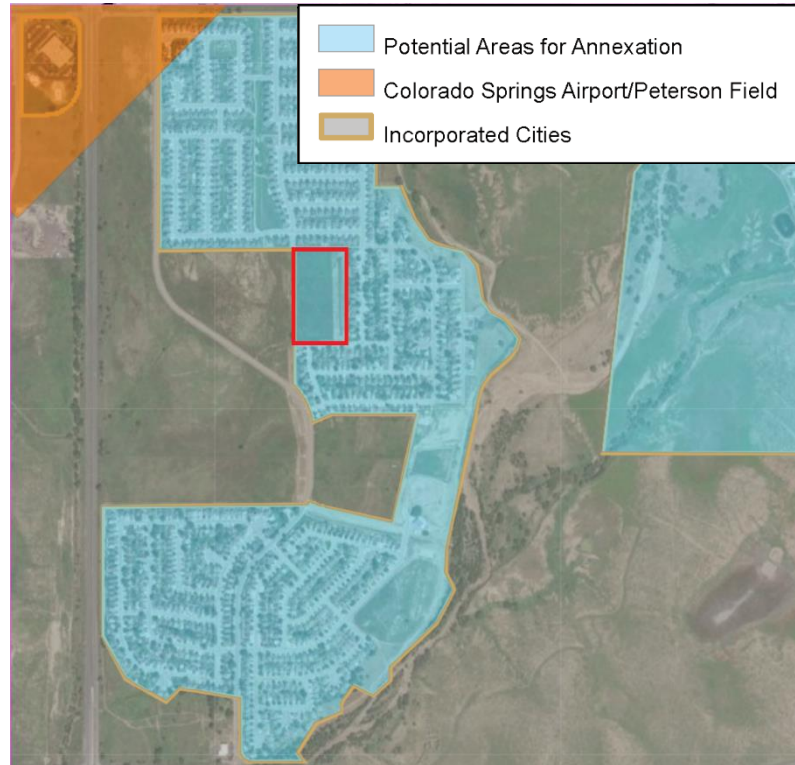 Potential Areas for Annexation
Colorado Springs Airport/Peterson Field
Incorporated Cities